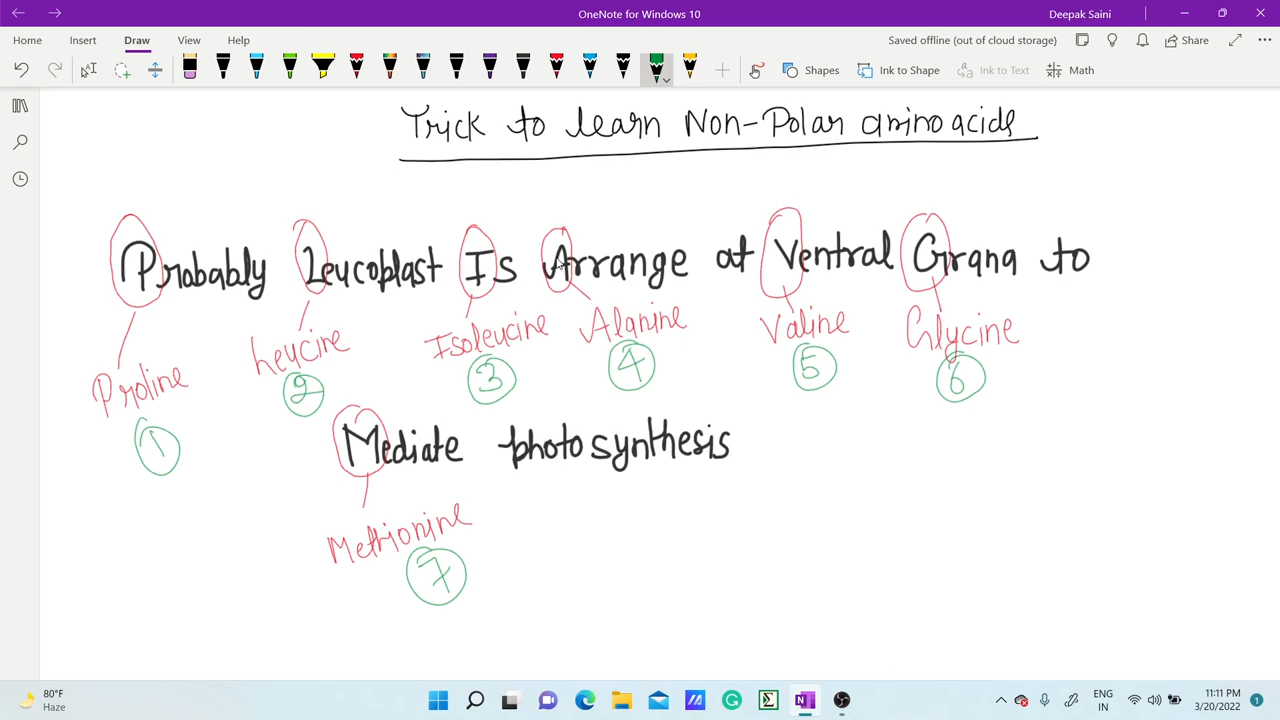 OneNote for Windows 10
Deepak Saini
Home Insert Draw View Help
Saved offline (out of cloud storage)
Share
Shapes
Ink to Shape
Ink to Text
Math
Trick to learn Non-Polar amino acids
Probably Leucoplast Is Arrange at Ventral Grana to
Proline Leucine Isoleucine Alanine Valine Glycine
1 2 3 4 5 6
Mediate photosynthesis
Methionine
7
80°F
Haze
ENG
IN
11:11 PM
3/20/2022
1